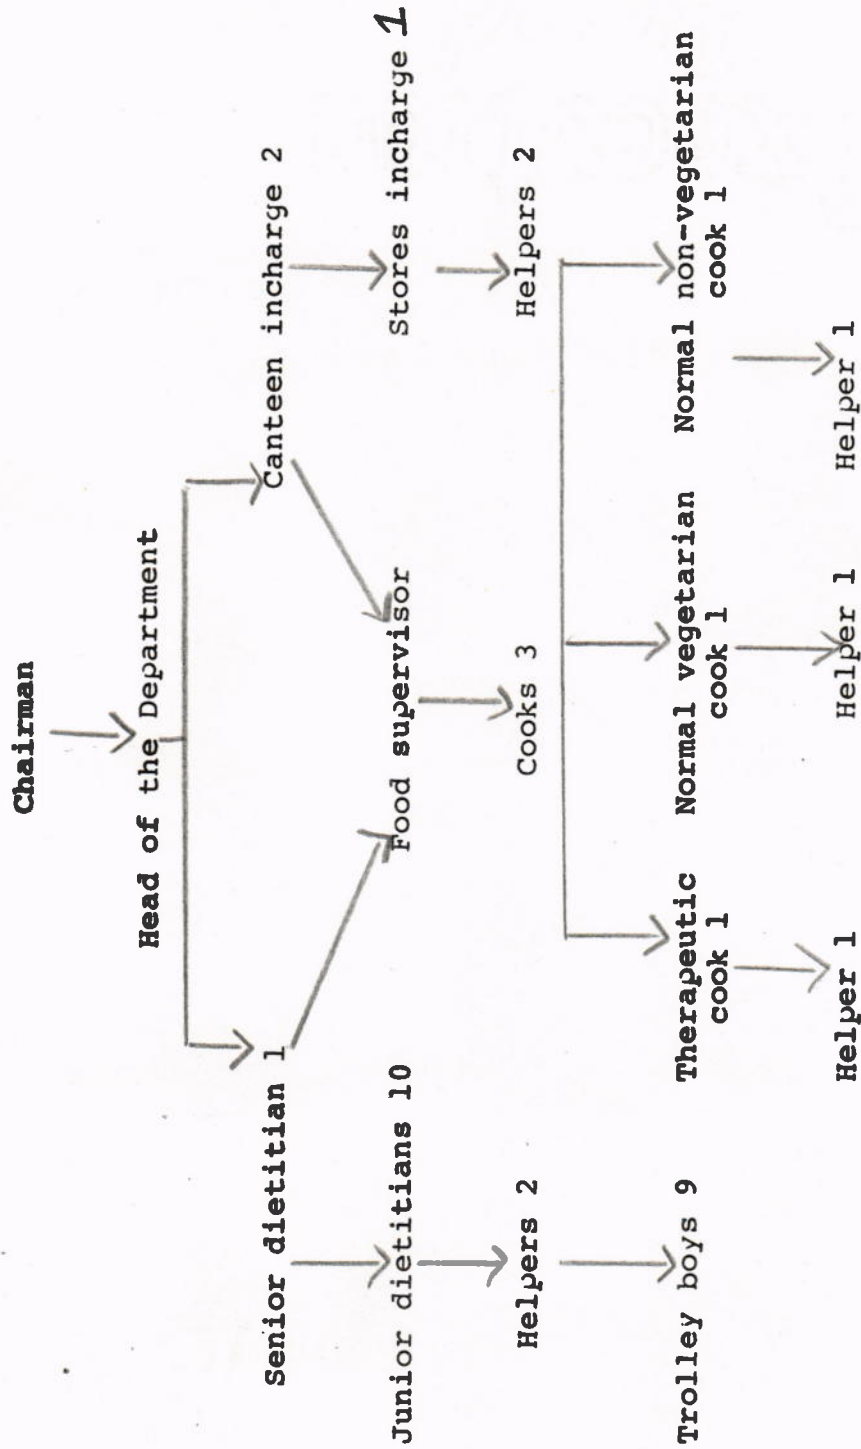 Chairman
Head of the Department
Senior dietitian 1
Canteen incharge 2
Junior dietitians 10
Food supervisor
Stores incharge 1
Helpers 2
Cooks 3
Helpers 2
Trolley boys 9
Therapeutic
cook 1
Normal vegetarian
cook 1
Normal non-vegetarian
cook 1
Helper 1
Helper 1
Helper 1